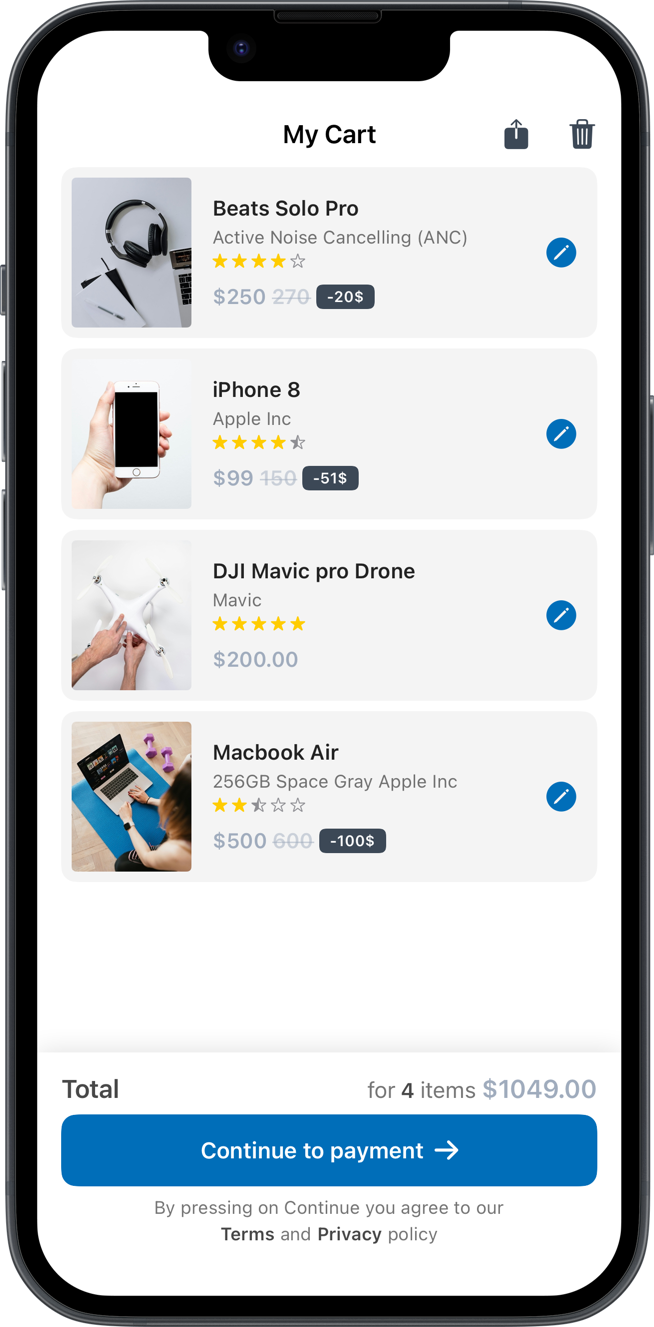 My Cart
Beats Solo Pro
Active Noise Cancelling (ANC)
$250 270 -20$
iPhone 8
Apple Inc
$99 150 -51$
DJI Mavic pro Drone
Mavic
$200.00
Macbook Air
256GB Space Gray Apple Inc
$500 600 -100$
Total for 4 items $1049.00
Continue to payment →
By pressing on Continue you agree to our
Terms and Privacy policy